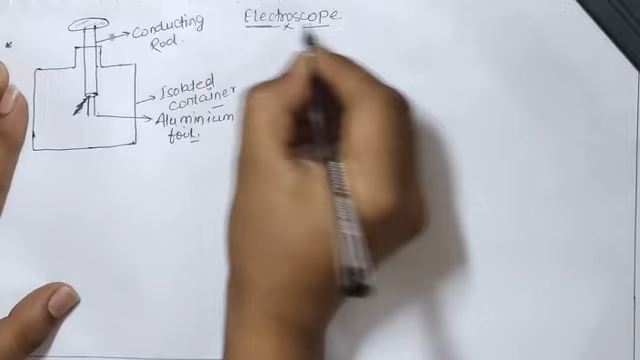 Electroscope.
Conducting
Rod.
Isolated
container
Aluminium
foil.